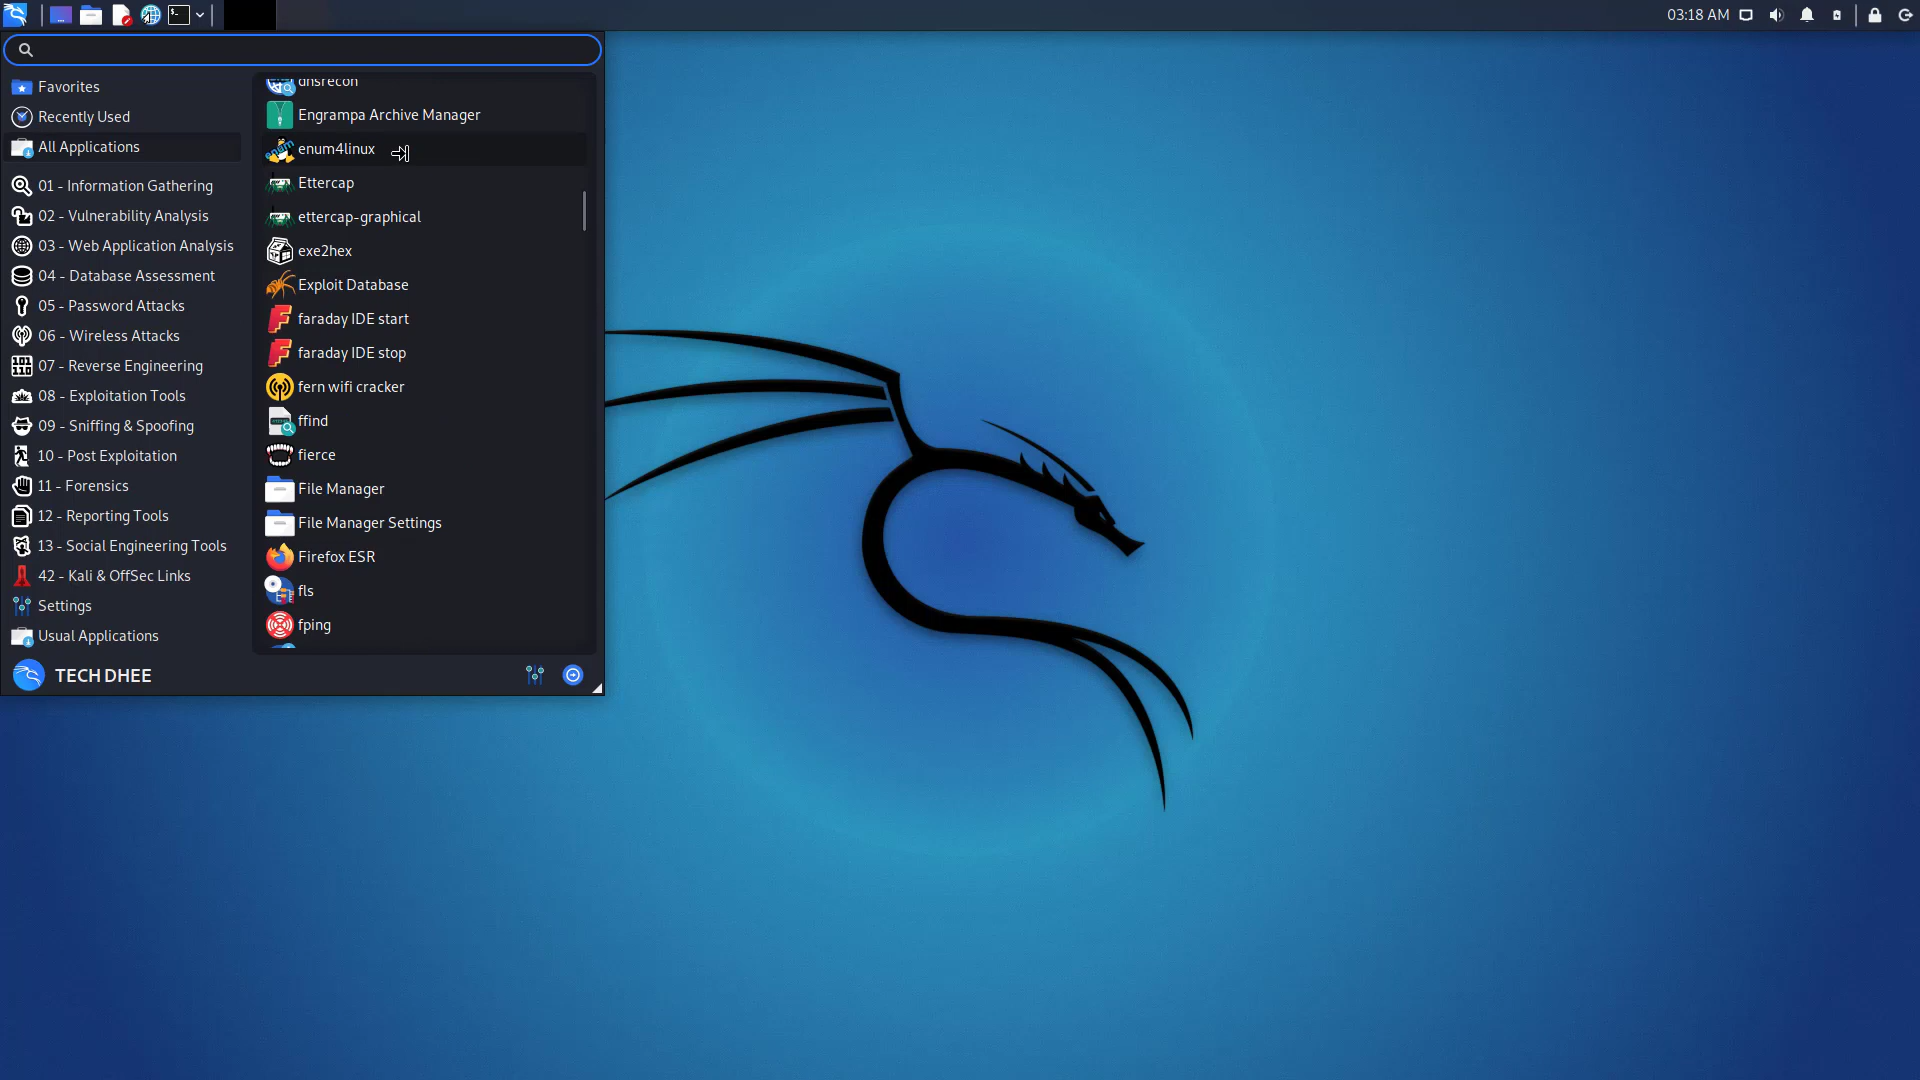 03:18 AM
Favorites
Recently Used
All Applications
01 - Information Gathering
02 - Vulnerability Analysis
03 - Web Application Analysis
04 - Database Assessment
05 - Password Attacks
06 - Wireless Attacks
07 - Reverse Engineering
08 - Exploitation Tools
09 - Sniffing & Spoofing
10 - Post Exploitation
11 - Forensics
12 - Reporting Tools
13 - Social Engineering Tools
42 - Kali & OffSec Links
Settings
Usual Applications
dnsrecon
Engrampa Archive Manager
enum4linux
Ettercap
ettercap-graphical
exe2hex
Exploit Database
faraday IDE start
faraday IDE stop
fern wifi cracker
ffind
fierce
File Manager
File Manager Settings
Firefox ESR
fls
fping
TECH DHEE